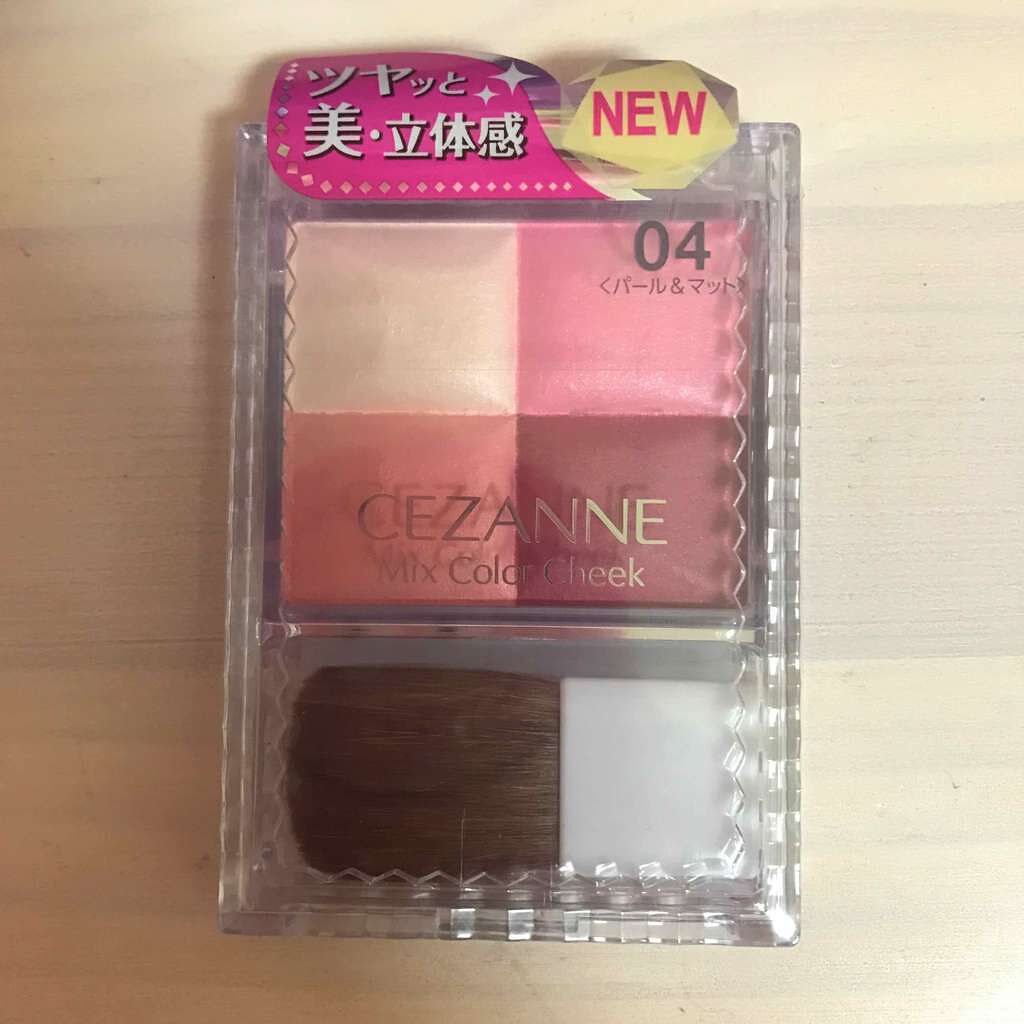 ツヤッと
美・立体感
NEW
04
<パール&マット>
CEZANNE
Mix Color Cheek